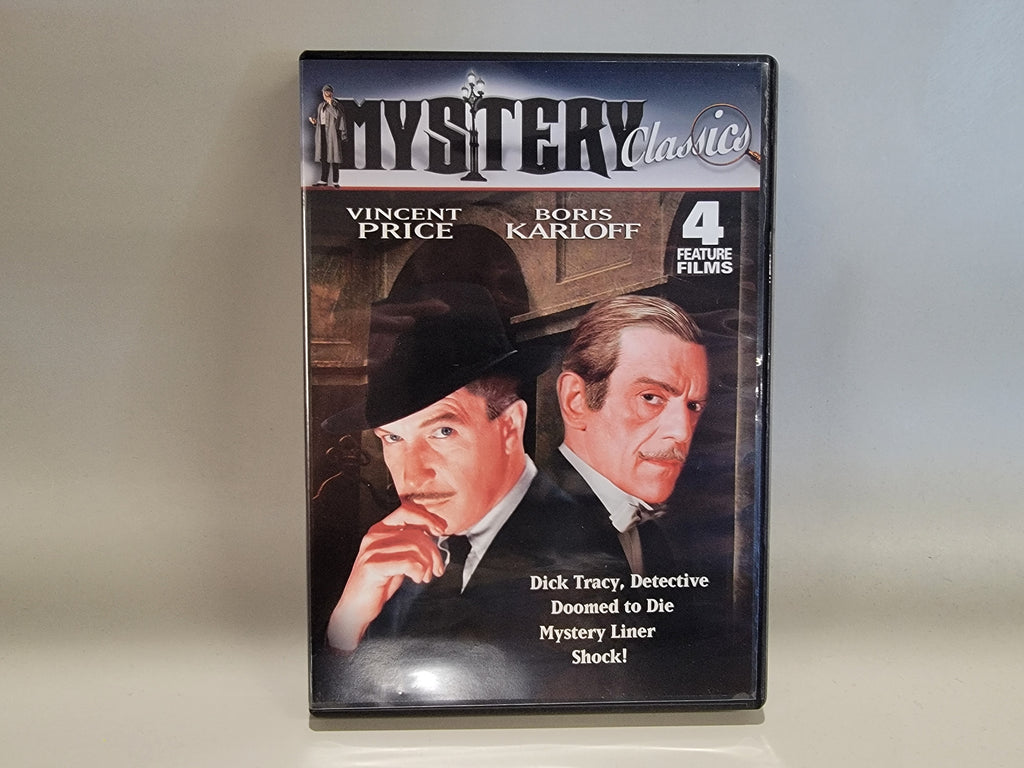 MYSTERY Classics
VINCENT PRICE
BORIS KARLOFF
4 FEATURE FILMS
Dick Tracy, Detective
Doomed to Die
Mystery Liner
Shock!